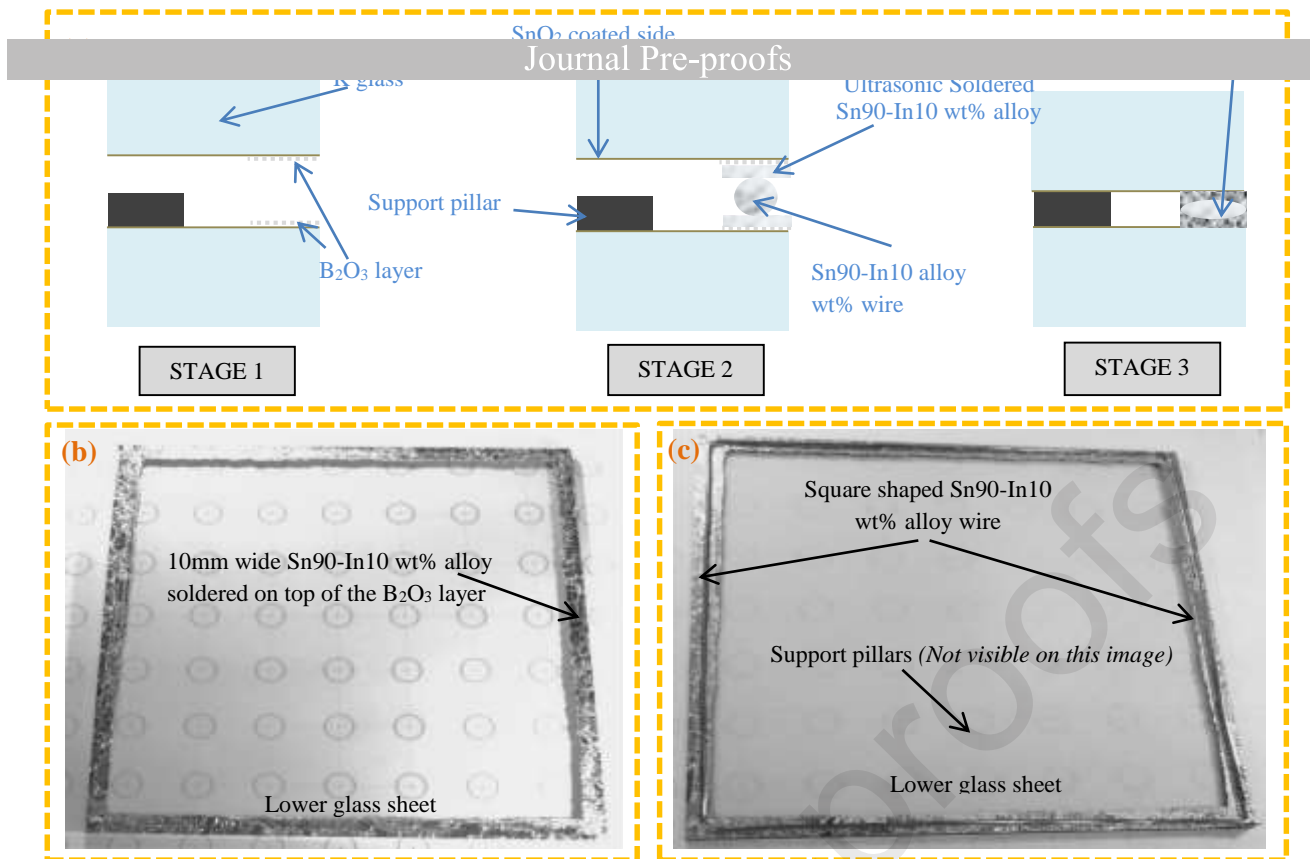 SnO2 coated side
Journal Pre-proofs
K glass
Ultrasonic Soldered
Sn90-In10 wt% alloy
Support pillar
B2O3 layer
Sn90-In10 alloy
wt% wire
STAGE 1
STAGE 2
STAGE 3
(b)
10mm wide Sn90-In10 wt% alloy
soldered on top of the B2O3 layer
Lower glass sheet
(c)
Square shaped Sn90-In10
wt% alloy wire
Support pillars (Not visible on this image)
Lower glass sheet
proofs